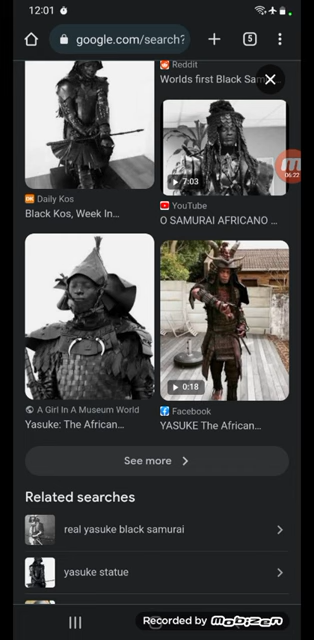 12:01
google.com/search?
5
Reddit
Worlds first Black Sam...
7:03
06:22
Daily Kos
Black Kos, Week In...
YouTube
O SAMURAI AFRICANO ...
0:18
A Girl In A Museum World
Yasuke: The African...
Facebook
YASUKE The African...
See more
Related searches
real yasuke black samurai
yasuke statue
Recorded by mobizen